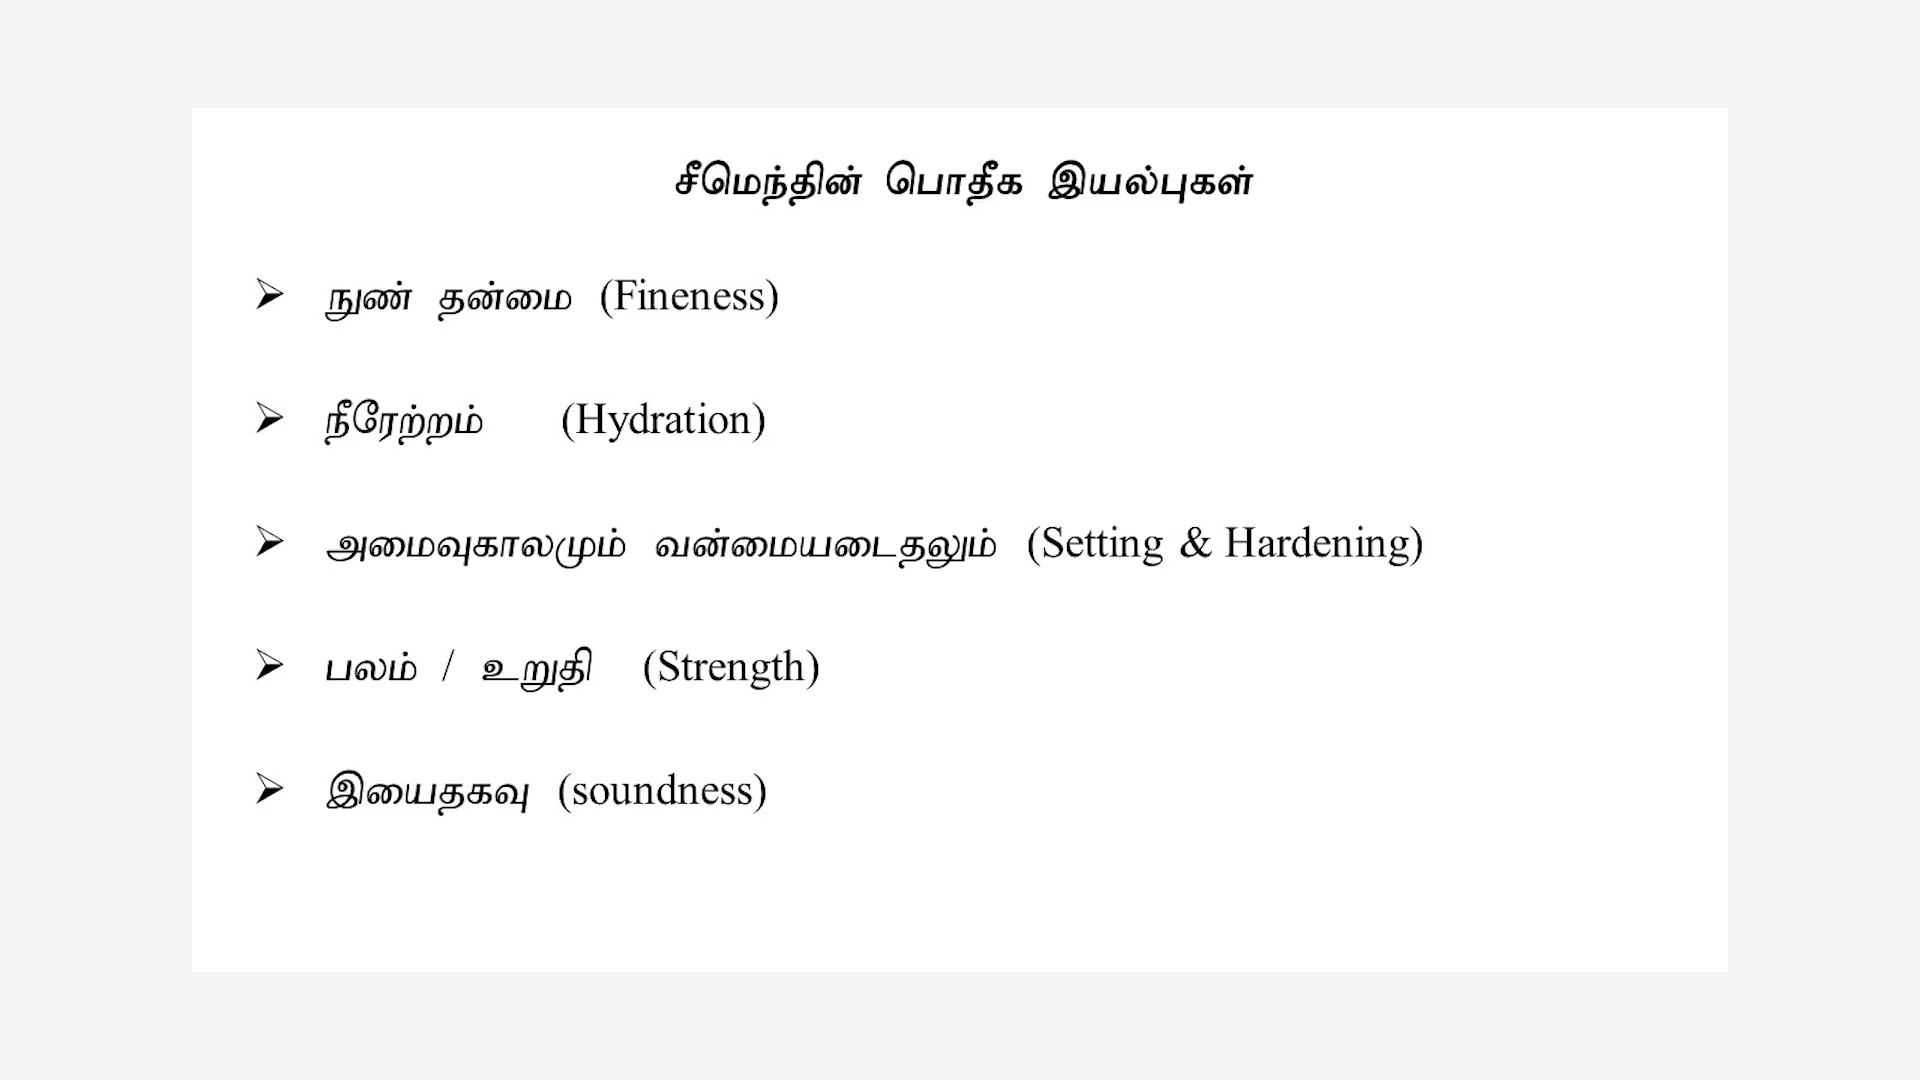 சீமெந்தின் பொதீக இயல்புகள்
➢ நுண் தன்மை (Fineness)
➢ நீரேற்றம் (Hydration)
➢ அமைவுகாலமும் வன்மையடைதலும் (Setting & Hardening)
➢ பலம் / உறுதி (Strength)
➢ இயைதகவு (soundness)